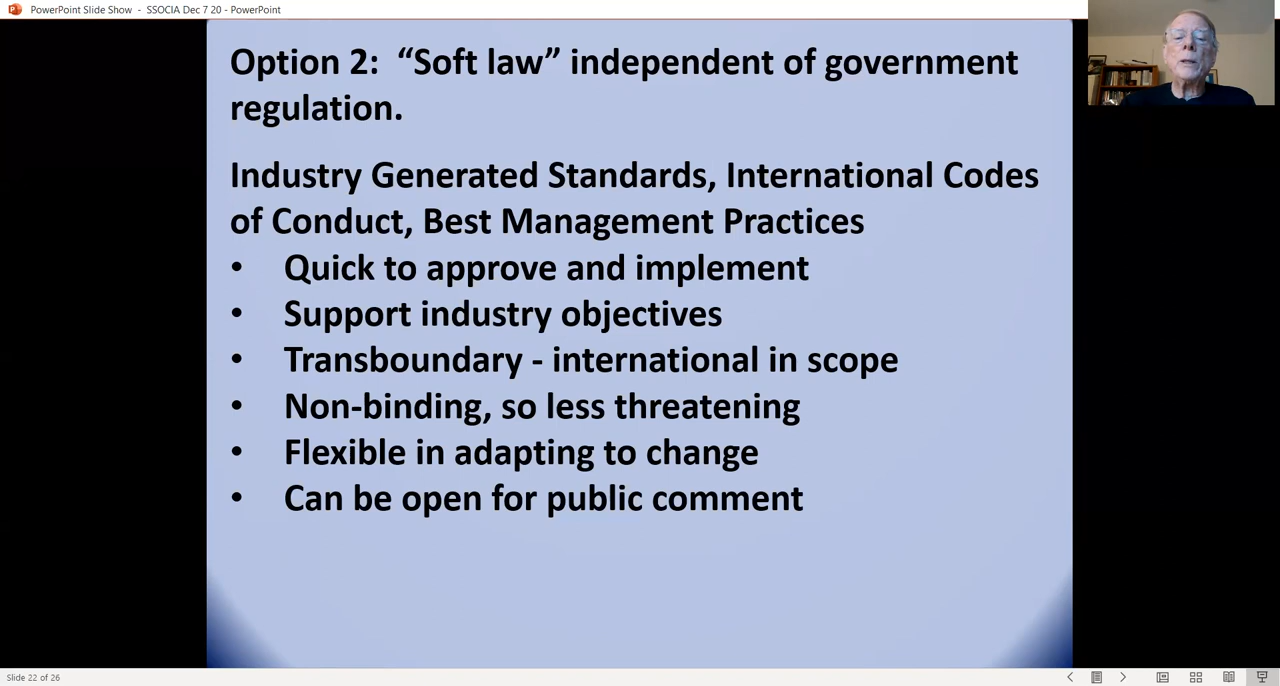 PowerPoint Slide Show - SSOCIA Dec 7 20 - PowerPoint
Option 2: “Soft law” independent of government
regulation.
Industry Generated Standards, International Codes
of Conduct, Best Management Practices
• Quick to approve and implement
• Support industry objectives
• Transboundary - international in scope
• Non-binding, so less threatening
• Flexible in adapting to change
• Can be open for public comment
Slide 22 of 26